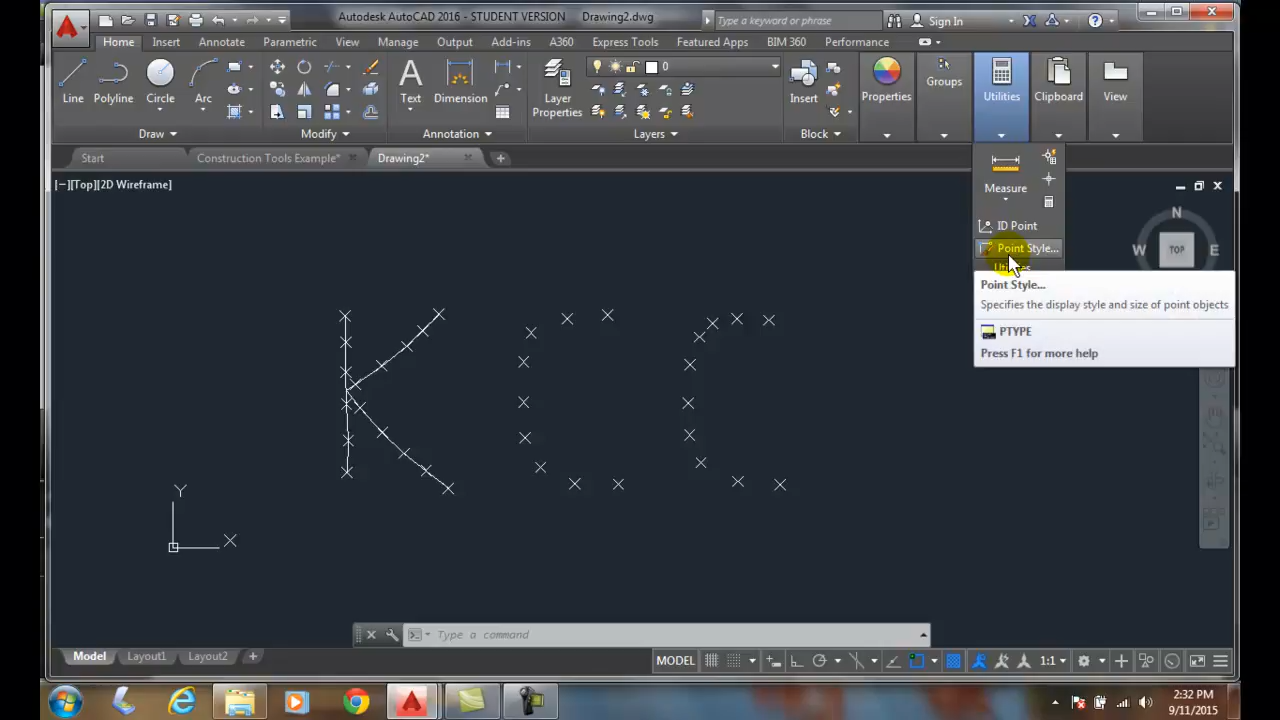 Autodesk AutoCAD 2016 - STUDENT VERSION Drawing2.dwg Type a keyword or phrase Sign In
Home Insert Annotate Parametric View Manage Output Add-ins A360 Express Tools Featured Apps BIM 360 Performance
Line Polyline Circle Arc Text Dimension Layer Properties 0 Insert Properties Groups Utilities Clipboard View
Draw Modify Annotation Layers Block
Start Construction Tools Example* Drawing2*
[−][Top][2D Wireframe]
Measure
ID Point
Point Style...
Utilities
N
W TOP E
Point Style...
Specifies the display style and size of point objects
PTYPE
Press F1 for more help
K C C
Y
X
Type a command
Model Layout1 Layout2 +
MODEL 1:1
2:32 PM
9/11/2015